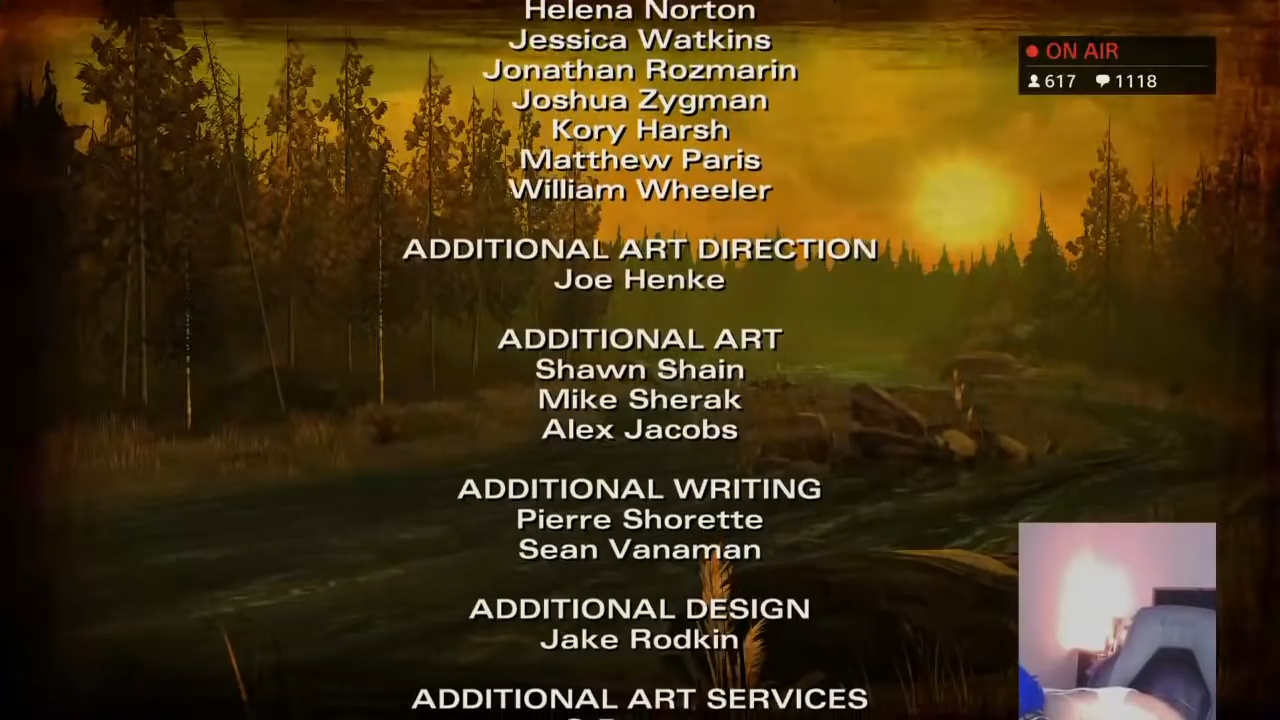 Helena Norton
Jessica Watkins
Jonathan Rozmarin
Joshua Zygman
Kory Harsh
Matthew Paris
William Wheeler
ADDITIONAL ART DIRECTION
Joe Henke
ADDITIONAL ART
Shawn Shain
Mike Sherak
Alex Jacobs
ADDITIONAL WRITING
Pierre Shorette
Sean Vanaman
ADDITIONAL DESIGN
Jake Rodkin
ADDITIONAL ART SERVICES
ON AIR
617 1118